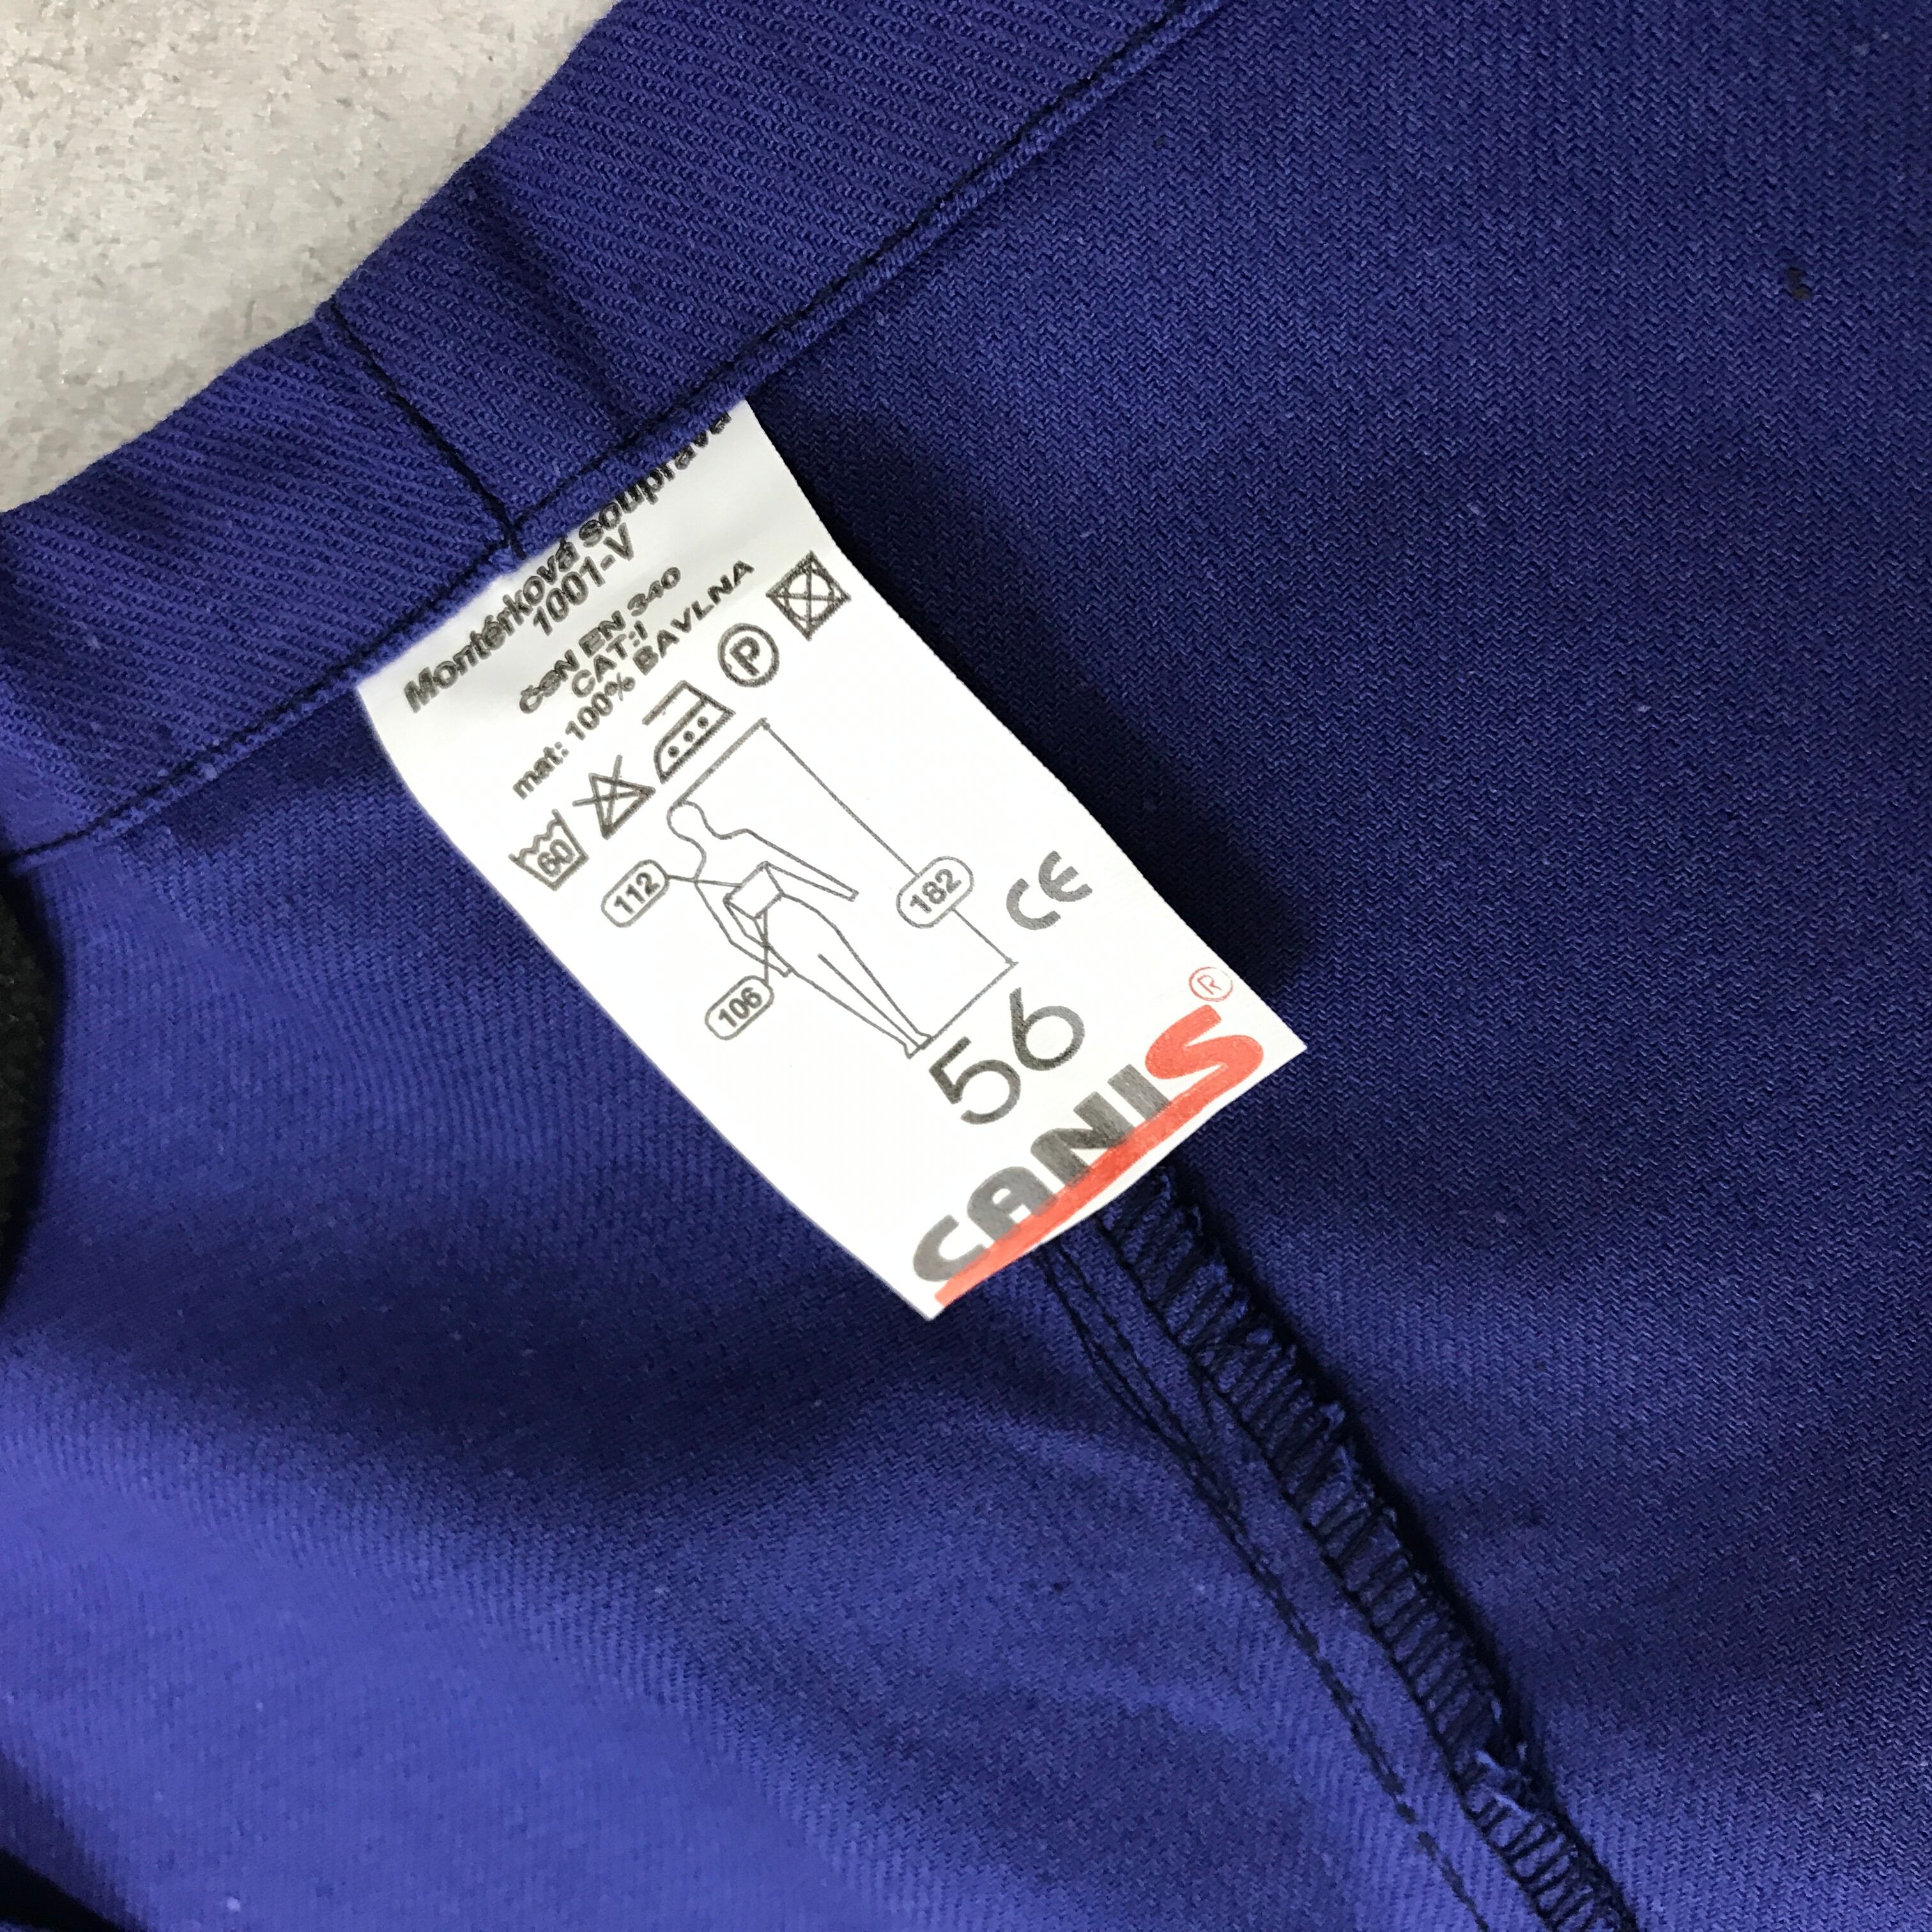 Montérková souprava
1001-V
ČSN EN 340
CAT:I
mat: 100% BAVLNA
60
P
112
182
106
CE
56
CANIS®